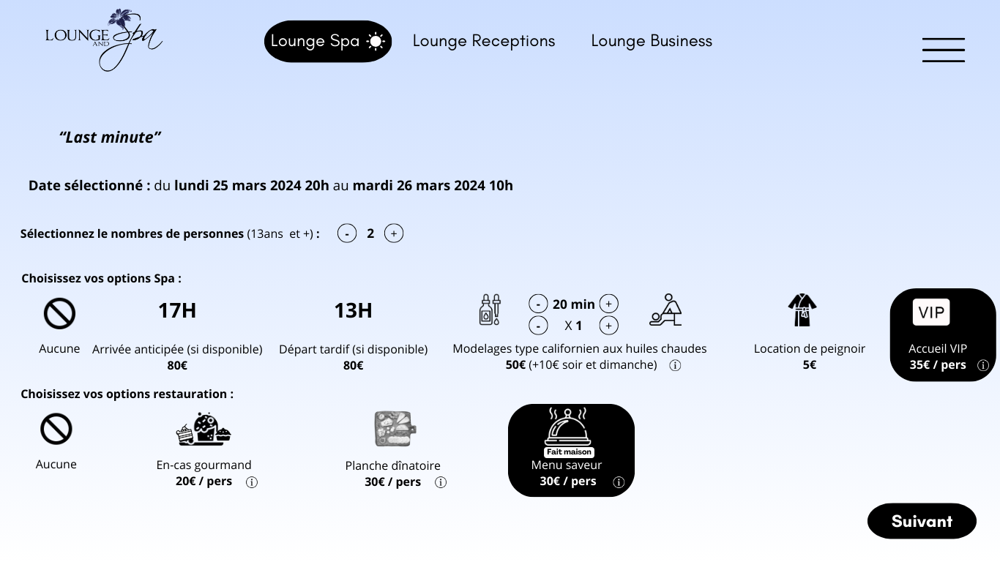 LOUNGE AND Spa
Lounge Spa
Lounge Receptions
Lounge Business
“Last minute”
Date sélectionné : du lundi 25 mars 2024 20h au mardi 26 mars 2024 10h
Sélectionnez le nombres de personnes (13ans et +) : - 2 +
Choisissez vos options Spa :
Aucune
17H
Arrivée anticipée (si disponible)
80€
13H
Départ tardif (si disponible)
80€
- 20 min +
- X 1 +
Modelages type californien aux huiles chaudes
50€ (+10€ soir et dimanche) i
Location de peignoir
5€
VIP
Accueil VIP
35€ / pers i
Choisissez vos options restauration :
Aucune
En-cas gourmand
20€ / pers i
Planche dînatoire
30€ / pers i
Fait maison
Menu saveur
30€ / pers i
Suivant